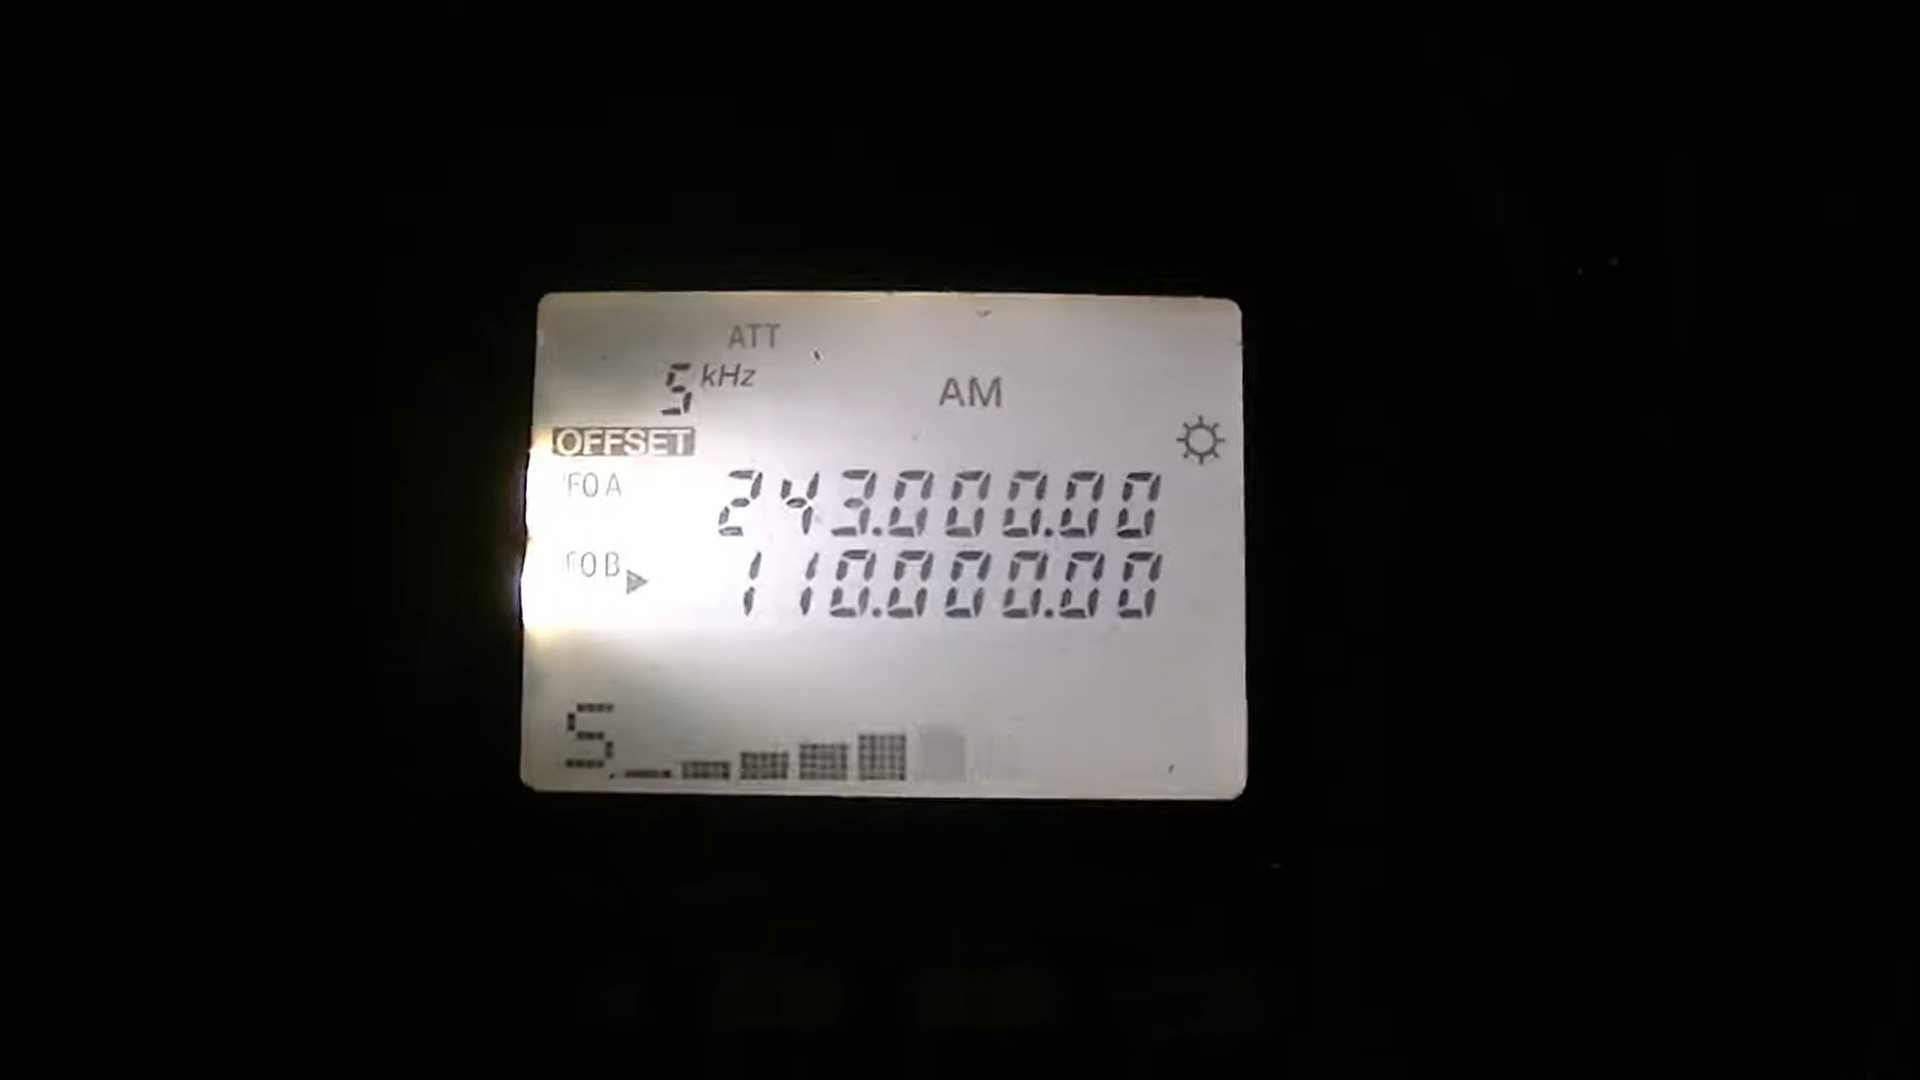 ATT
5 kHz
AM
OFFSET
VFO A 243.000.00
VFO B 110.000.00
S